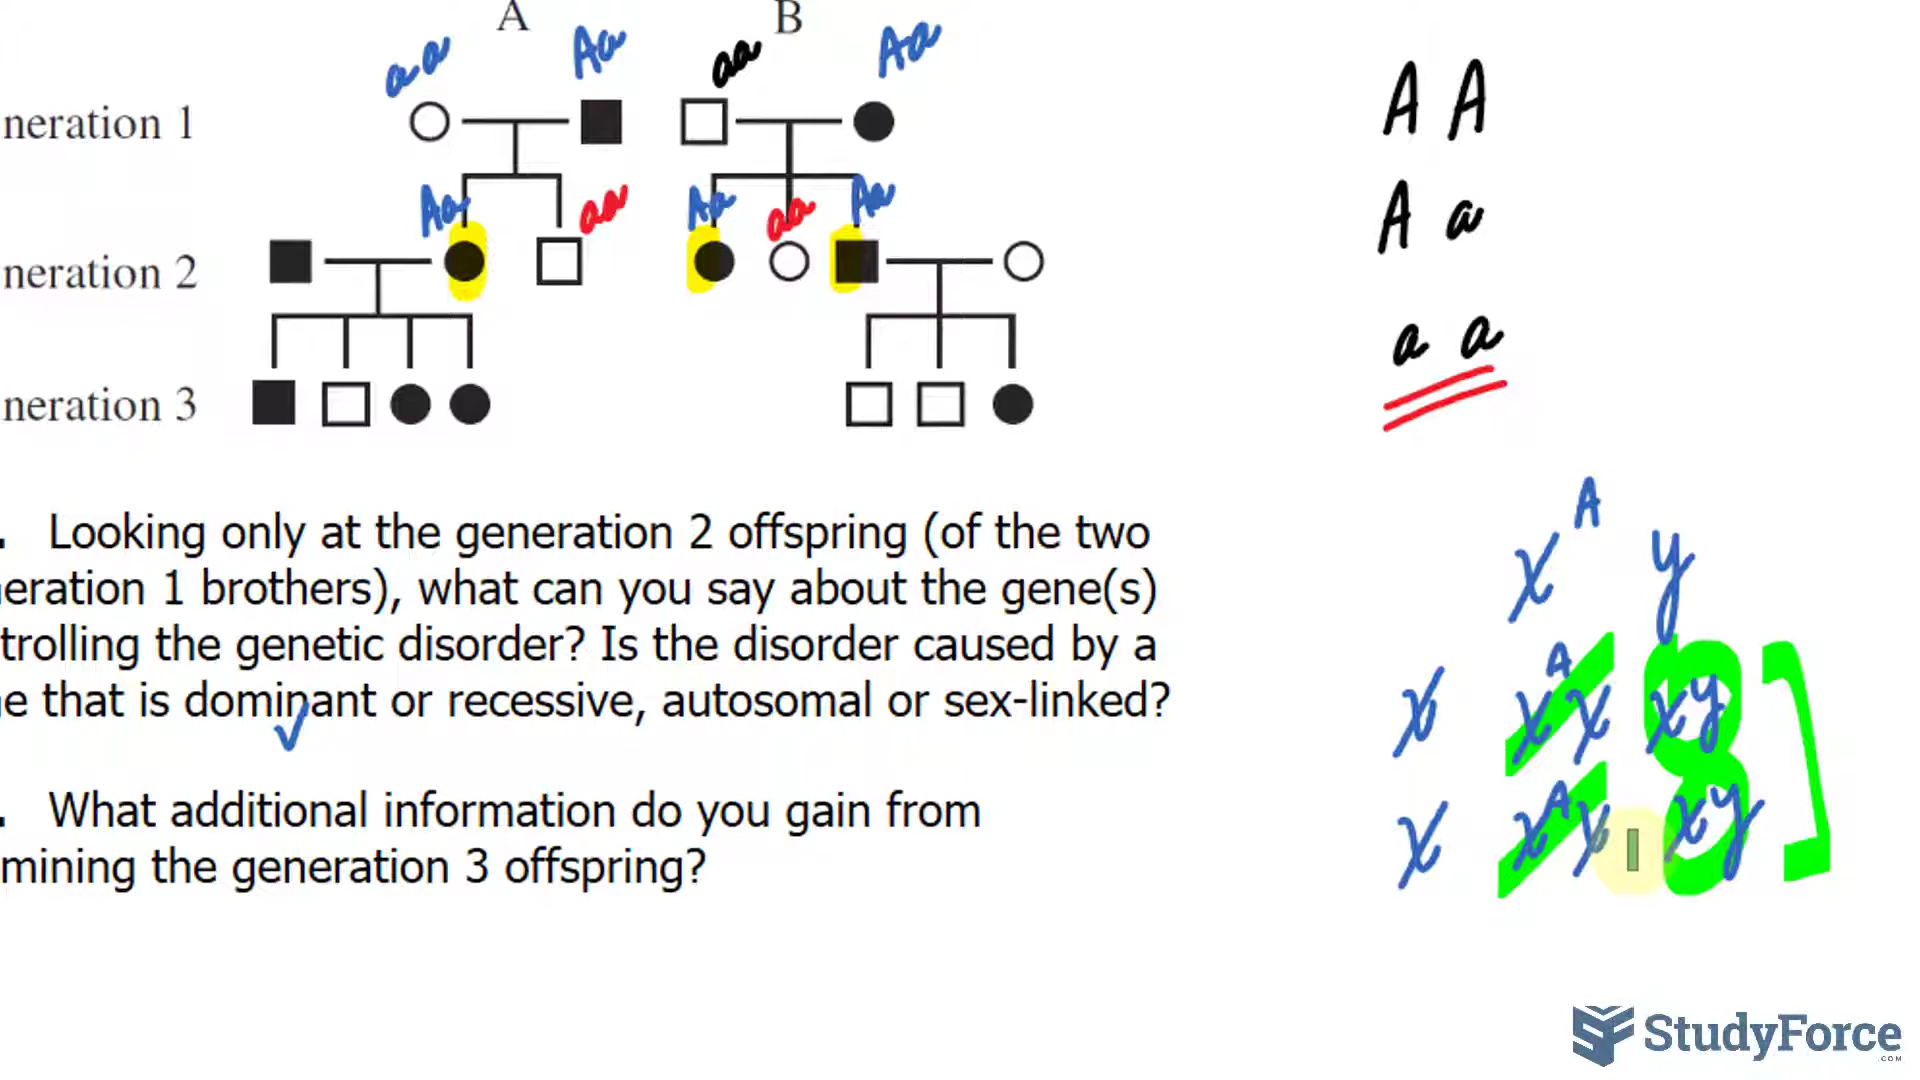 A B
aa Aa aa Aa
neration 1
Aa aa Aa aa Aa
neration 2
neration 3
A A
A a
a a
. Looking only at the generation 2 offspring (of the two
eration 1 brothers), what can you say about the gene(s)
trolling the genetic disorder? Is the disorder caused by a
e that is dominant or recessive, autosomal or sex-linked?
. What additional information do you gain from
mining the generation 3 offspring?
X^A y
X X^A X Xy
X X^A X Xy
StudyForce
.COM